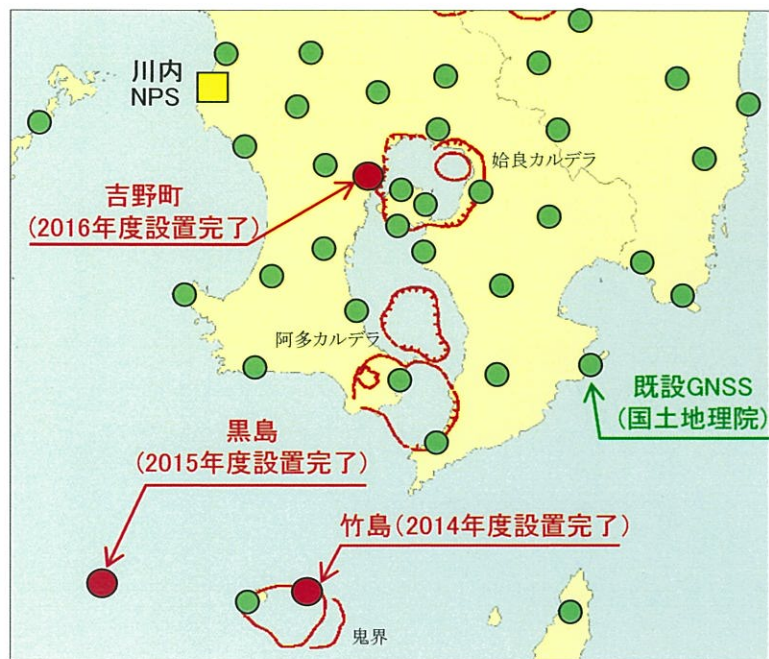 川内
NPS
姶良カルデラ
吉野町
(2016年度設置完了)
阿多カルデラ
既設GNSS
(国土地理院)
黒島
(2015年度設置完了)
竹島(2014年度設置完了)
鬼界